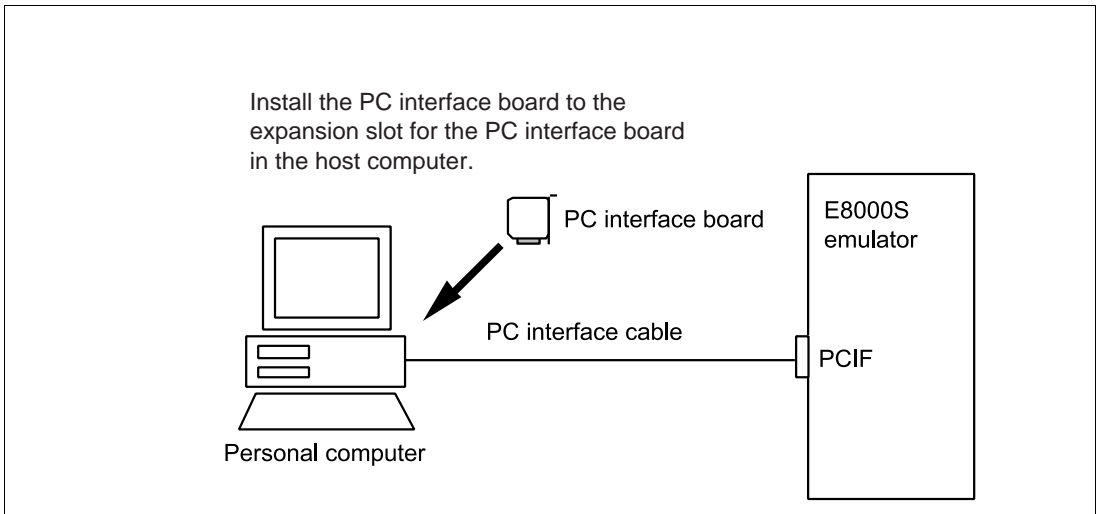 Install the PC interface board to the
expansion slot for the PC interface board
in the host computer.
PC interface board
E8000S
emulator
PC interface cable
PCIF
Personal computer